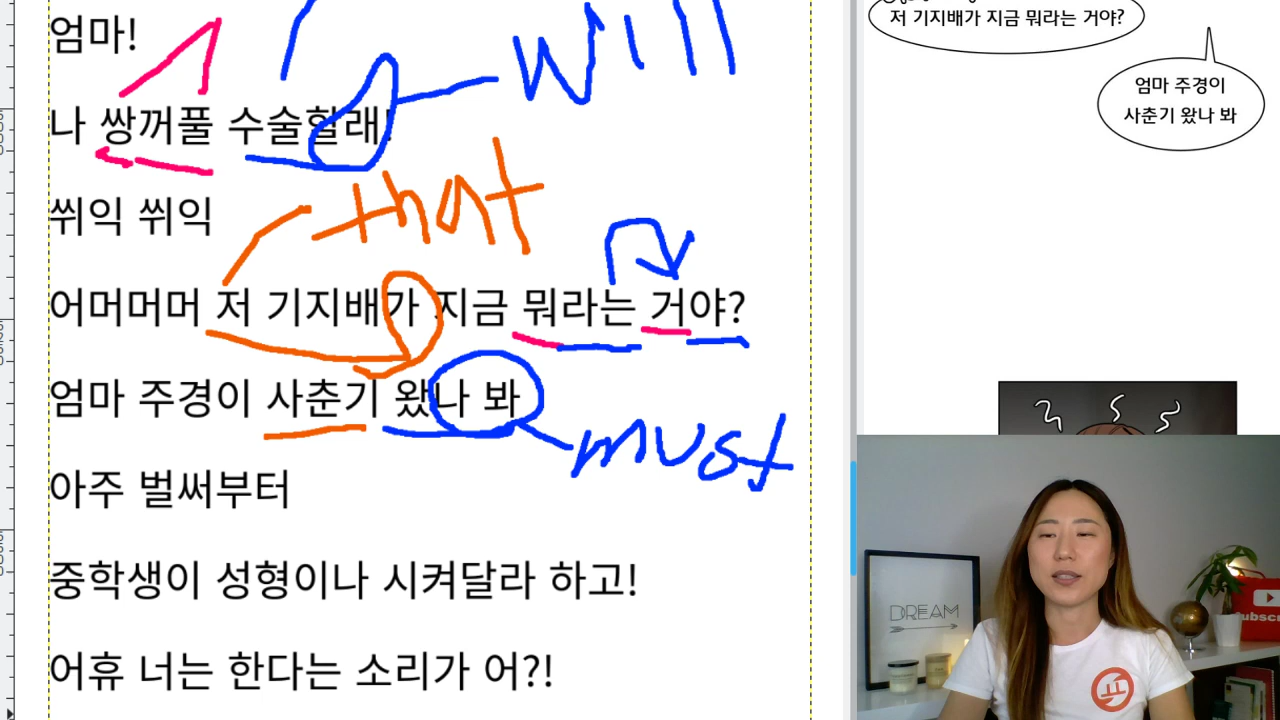 엄마!
will
나 쌍꺼풀 수술할래!
쒸익 쒸익
that
어머머머 저 기지배가 지금 뭐라는 거야?
엄마 주경이 사춘기 왔나 봐
must
아주 벌써부터
중학생이 성형이나 시켜달라 하고!
어휴 너는 한다는 소리가 어?!
저 기지배가 지금 뭐라는 거야?
엄마 주경이
사춘기 왔나 봐
DREAM